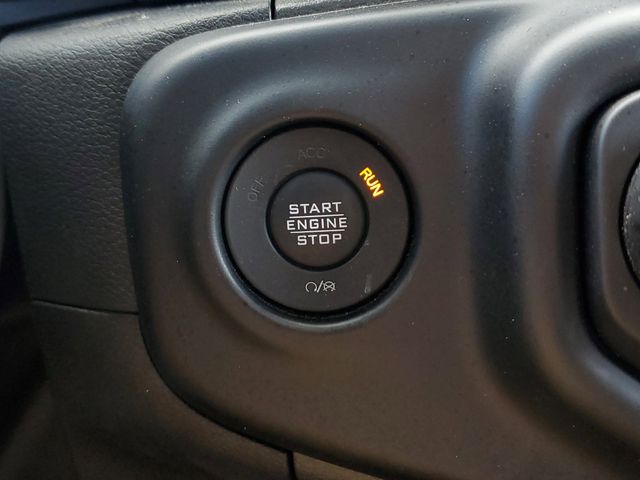 OFF
ACC
RUN
START
ENGINE
STOP